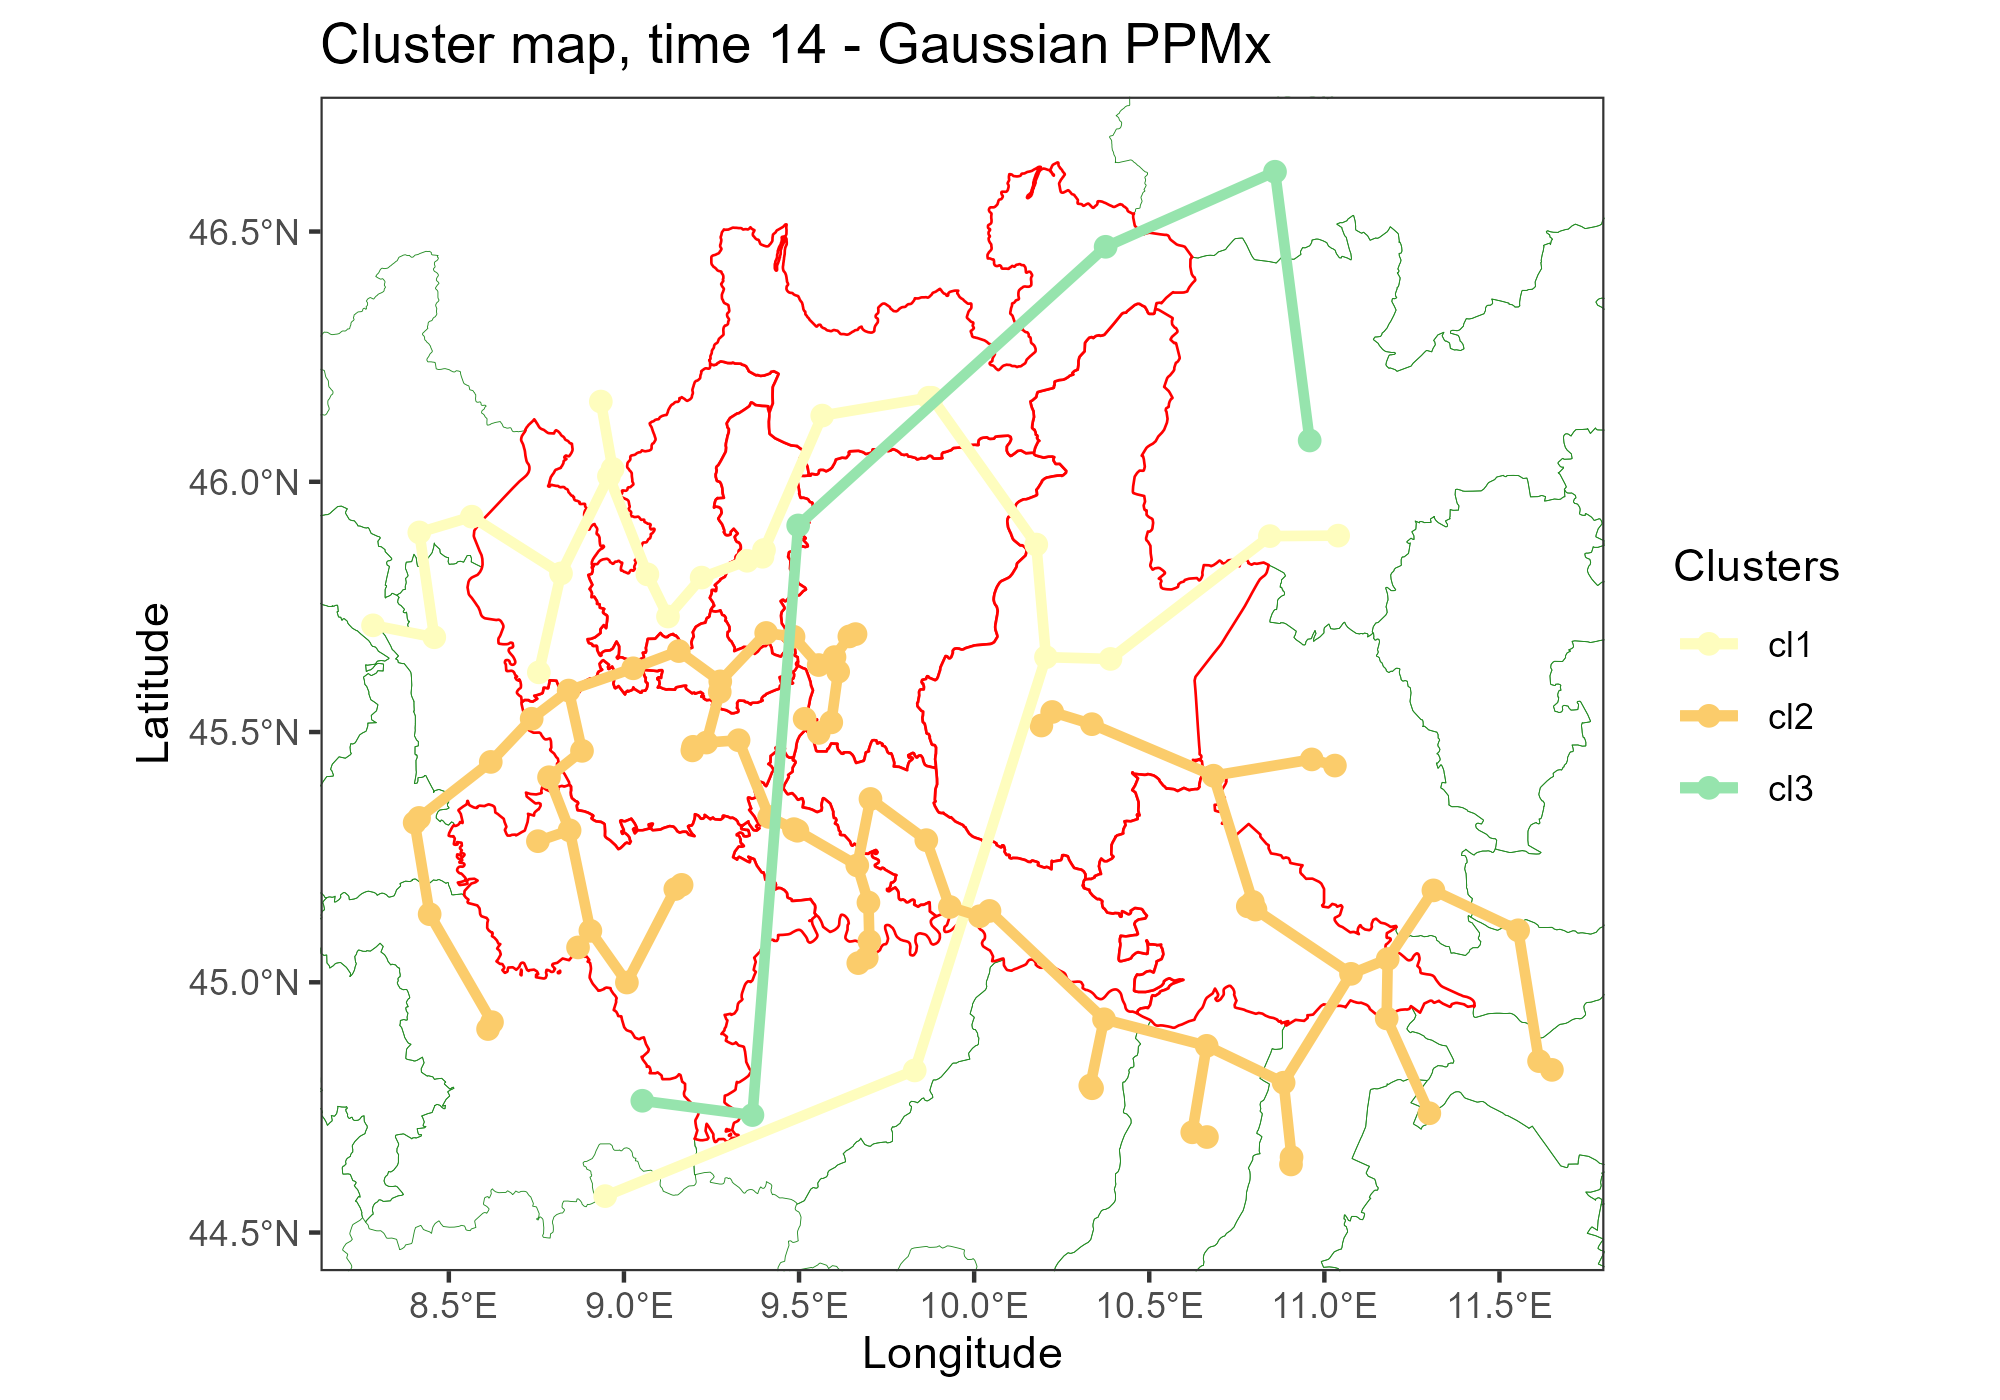 Cluster map, time 14 - Gaussian PPMx
46.5°N
46.0°N
45.5°N
45.0°N
44.5°N
Latitude
8.5°E 9.0°E 9.5°E 10.0°E 10.5°E 11.0°E 11.5°E
Longitude
Clusters
cl1
cl2
cl3